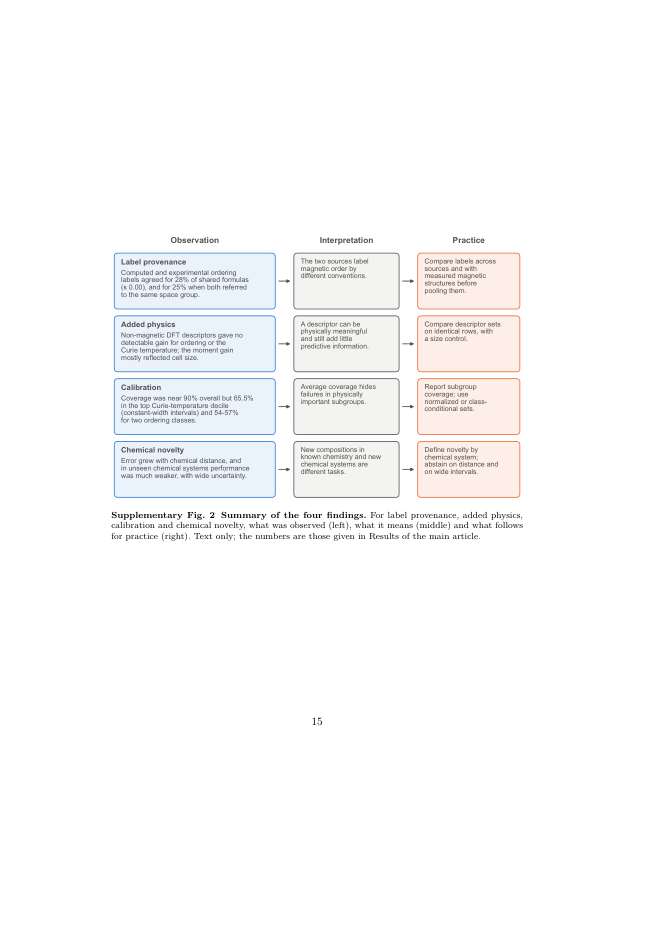 Observation
Interpretation
Practice
Label provenance
Computed and experimental ordering
labels agreed for 28% of shared formulas
(κ 0.00), and for 25% when both referred
to the same space group.
The two sources label
magnetic order by
different conventions.
Compare labels across
sources and with
measured magnetic
structures before
pooling them.
Added physics
Non-magnetic DFT descriptors gave no
detectable gain for ordering or the
Curie temperature; the moment gain
mostly reflected cell size.
A descriptor can be
physically meaningful
and still add little
predictive information.
Compare descriptor sets
on identical rows, with
a size control.
Calibration
Coverage was near 90% overall but 65.5%
in the top Curie-temperature decile
(constant-width intervals) and 54-57%
for two ordering classes.
Average coverage hides
failures in physically
important subgroups.
Report subgroup
coverage; use
normalized or class-
conditional sets.
Chemical novelty
Error grew with chemical distance, and
in unseen chemical systems performance
was much weaker, with wide uncertainty.
New compositions in
known chemistry and new
chemical systems are
different tasks.
Define novelty by
chemical system;
abstain on distance and
on wide intervals.
Supplementary Fig. 2 Summary of the four findings. For label provenance, added physics,
calibration and chemical novelty, what was observed (left), what it means (middle) and what follows
for practice (right). Text only; the numbers are those given in Results of the main article.
15